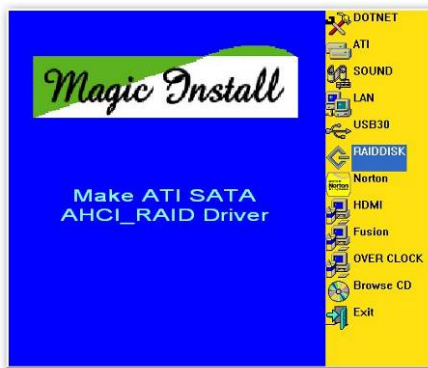 Magic Install
Make ATI SATA
AHCI_RAID Driver
DOTNET
ATI
SOUND
LAN
USB30
RAIDDISK
Norton
HDMI
Fusion
OVER CLOCK
Browse CD
Exit